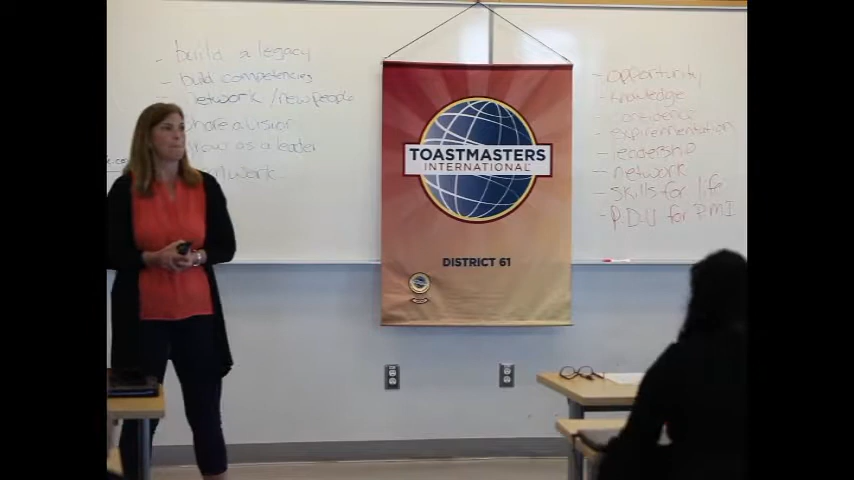 - build a legacy
- build competencies
- network / new people
share a vision
grow as a leader
TOASTMASTERS
INTERNATIONAL
DISTRICT 61
- opportunity
- knowledge
- confidence
- expirementation
- leadership
- network
- skills for life
- P.D.U for PMI